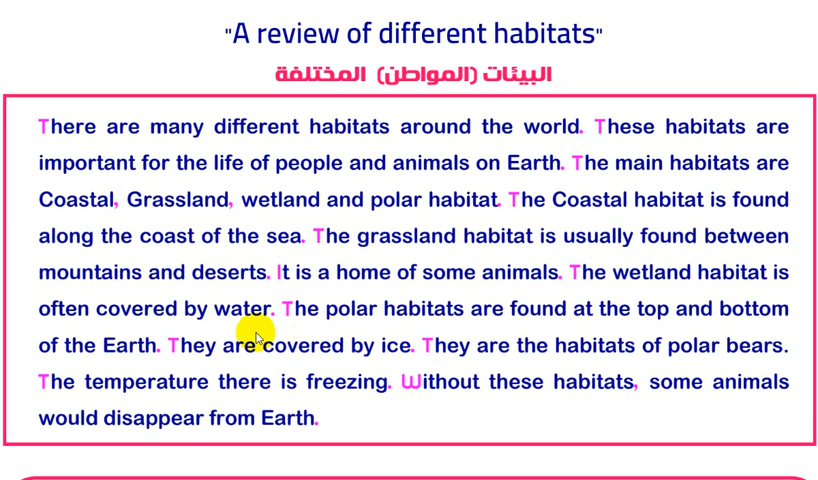 "A review of different habitats"
البيئات (المواطن) المختلفة
There are many different habitats around the world. These habitats are
important for the life of people and animals on Earth. The main habitats are
Coastal, Grassland, wetland and polar habitat. The Coastal habitat is found
along the coast of the sea. The grassland habitat is usually found between
mountains and deserts. It is a home of some animals. The wetland habitat is
often covered by water. The polar habitats are found at the top and bottom
of the Earth. They are covered by ice. They are the habitats of polar bears.
The temperature there is freezing. Without these habitats, some animals
would disappear from Earth.